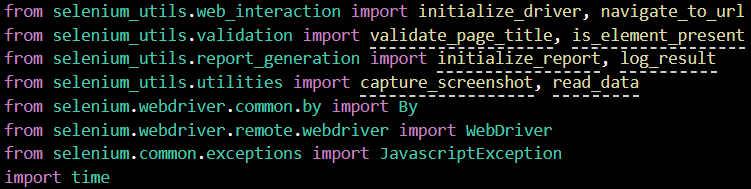 from selenium_utils.web_interaction import initialize_driver, navigate_to_url
from selenium_utils.validation import validate_page_title, is_element_present
from selenium_utils.report_generation import initialize_report, log_result
from selenium_utils.utilities import capture_screenshot, read_data
from selenium.webdriver.common.by import By
from selenium.webdriver.remote.webdriver import WebDriver
from selenium.common.exceptions import JavascriptException
import time